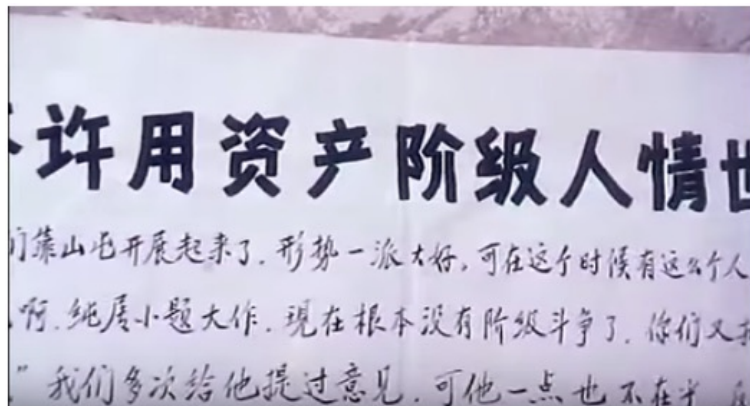 许用资产阶级人情世
们靠山屯开展起来了.形势一派大好。可在这个时候有这么个人
啊.纯属小题大作.现在根本没有阶级斗争了.你们又
”我们多次给他提过意见.可他一点也不在乎